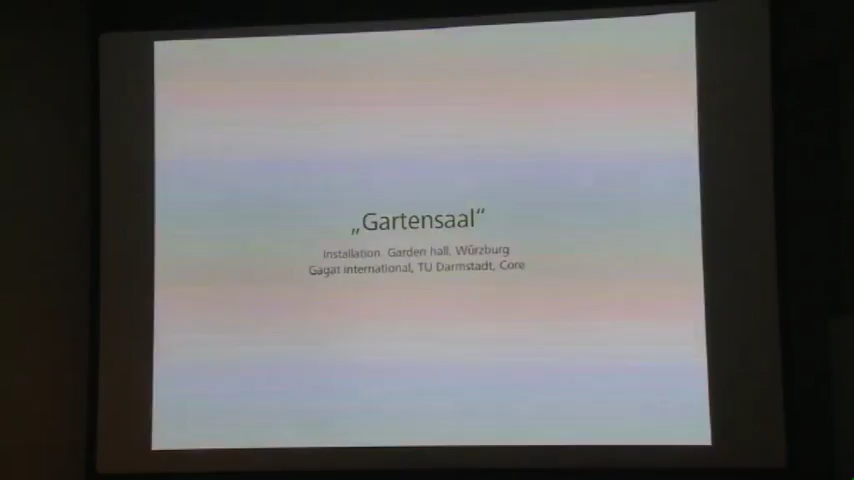 „Gartensaal“
Installation. Garden hall, Würzburg
Gagat international, TU Darmstadt, Core